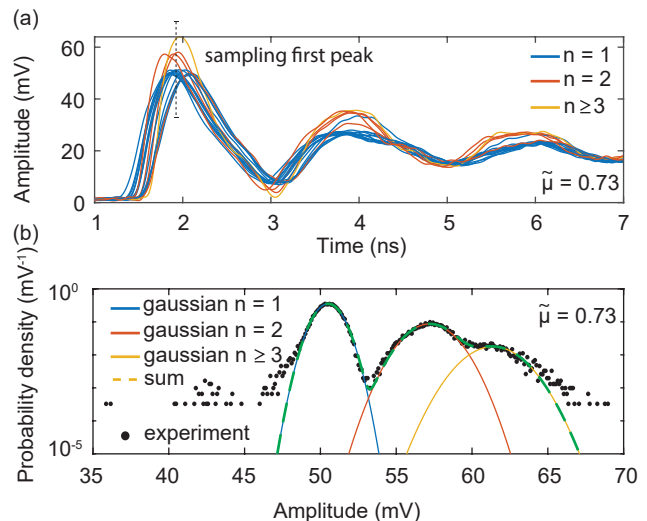 (a)
60
40
20
0
Amplitude (mV)
sampling first peak
n = 1
n = 2
n ≥ 3
μ̃ = 0.73
1 2 3 4 5 6 7
Time (ns)
(b)
Probability density (mV⁻¹)
10⁰
10⁻⁵
gaussian n = 1
gaussian n = 2
gaussian n ≥ 3
sum
experiment
μ̃ = 0.73
35 40 45 50 55 60 65 70
Amplitude (mV)